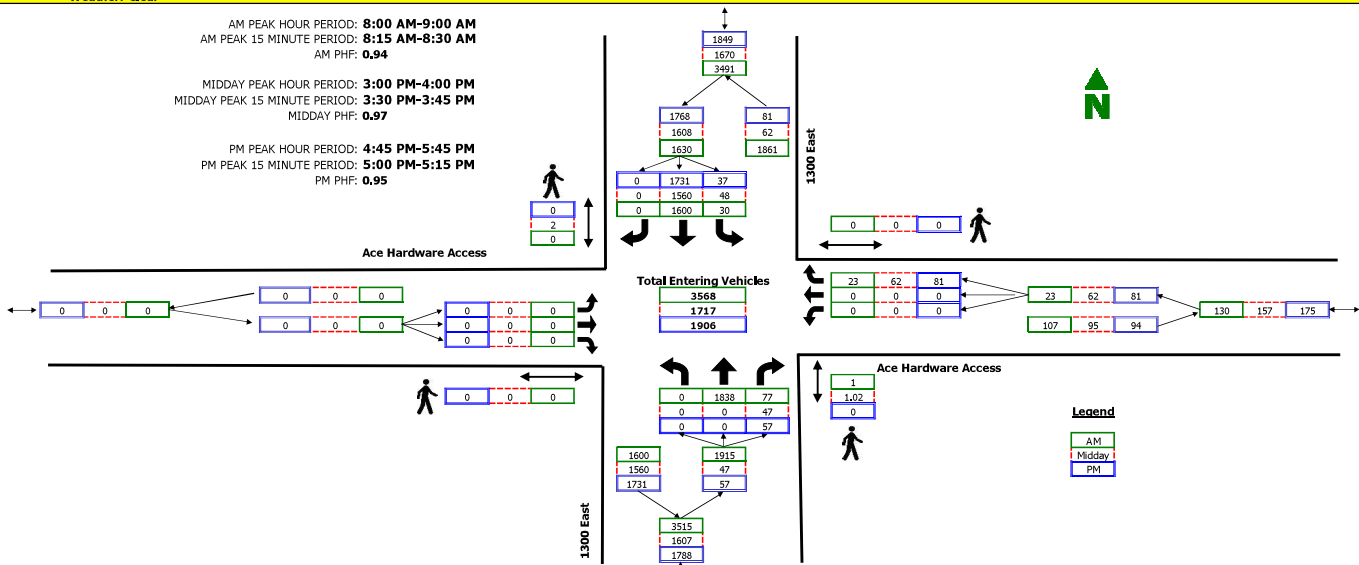 AM PEAK HOUR PERIOD: 8:00 AM-9:00 AM
AM PEAK 15 MINUTE PERIOD: 8:15 AM-8:30 AM
AM PHF: 0.94
MIDDAY PEAK HOUR PERIOD: 3:00 PM-4:00 PM
MIDDAY PEAK 15 MINUTE PERIOD: 3:30 PM-3:45 PM
MIDDAY PHF: 0.97
PM PEAK HOUR PERIOD: 4:45 PM-5:45 PM
PM PEAK 15 MINUTE PERIOD: 5:00 PM-5:15 PM
PM PHF: 0.95
1849
1670
3491
N
1768 81
1608 62
1630 1861
1300 East
0 1731 37
0 1560 48
0 1600 30
0
2
0
0 0 0
Ace Hardware Access
Total Entering Vehicles
3568
1717
1906
0 0 0
0 0 0
0 0 0
0 0 0
0 0 0
0 0 0
23 62 81
0 0 0
0 0 0
23 62 81
107 95 94
130 157 175
Ace Hardware Access
0 0 0
0 1838 77
0 0 47
0 0 57
1
1.02
0
1600 1915
1560 47
1731 57
3515
1607
1788
1300 East
Legend
AM
Midday
PM